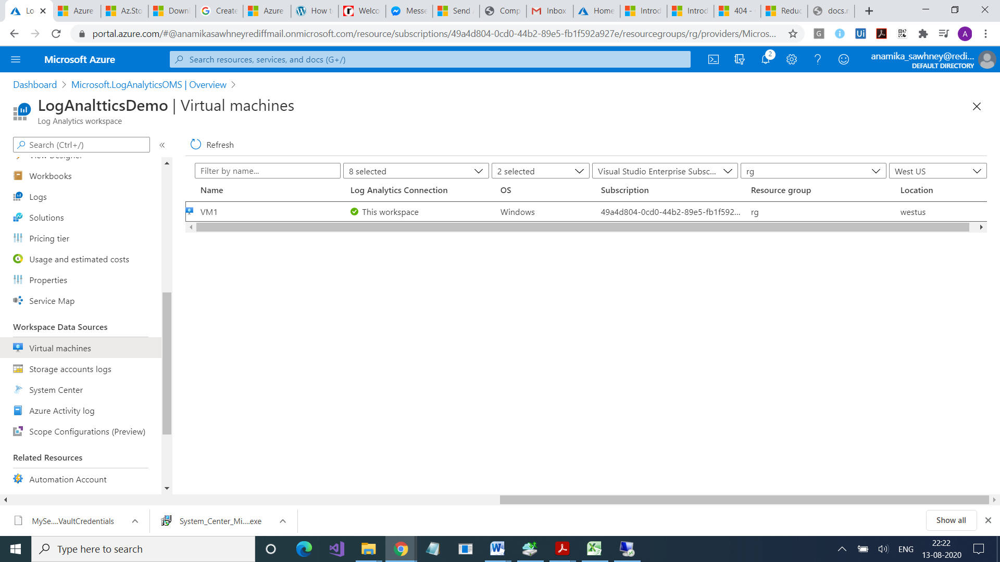 Lo
Azure
Az.Sto
Downl
Create
Azure
How t
Welco
Messe
Send
Comp
Inbox
Home
Introd
Introd
404 -
Reduc
docs.r
portal.azure.com/#@anamikasawhneyrediffmail.onmicrosoft.com/resource/subscriptions/49a4d804-0cd0-44b2-89e5-fb1f592a927e/resourcegroups/rg/providers/Micros...
G
Ui
A
Microsoft Azure
Search resources, services, and docs (G+/)
2
anamika_sawhney@redi...
DEFAULT DIRECTORY
Dashboard > Microsoft.LogAnalyticsOMS | Overview >
LogAnaltticsDemo | Virtual machines
Log Analytics workspace
Search (Ctrl+/)
«
Refresh
View Designer
Workbooks
Logs
Solutions
Pricing tier
Usage and estimated costs
Properties
Service Map
Workspace Data Sources
Virtual machines
Storage accounts logs
System Center
Azure Activity log
Scope Configurations (Preview)
Related Resources
Automation Account
Filter by name...
8 selected
2 selected
Visual Studio Enterprise Subsc...
rg
West US
Name Log Analytics Connection OS Subscription Resource group Location
VM1 This workspace Windows 49a4d804-0cd0-44b2-89e5-fb1f592... rg westus
MySe....VaultCredentials
System_Center_Mi....exe
Show all
Type here to search
ENG
22:22
13-08-2020